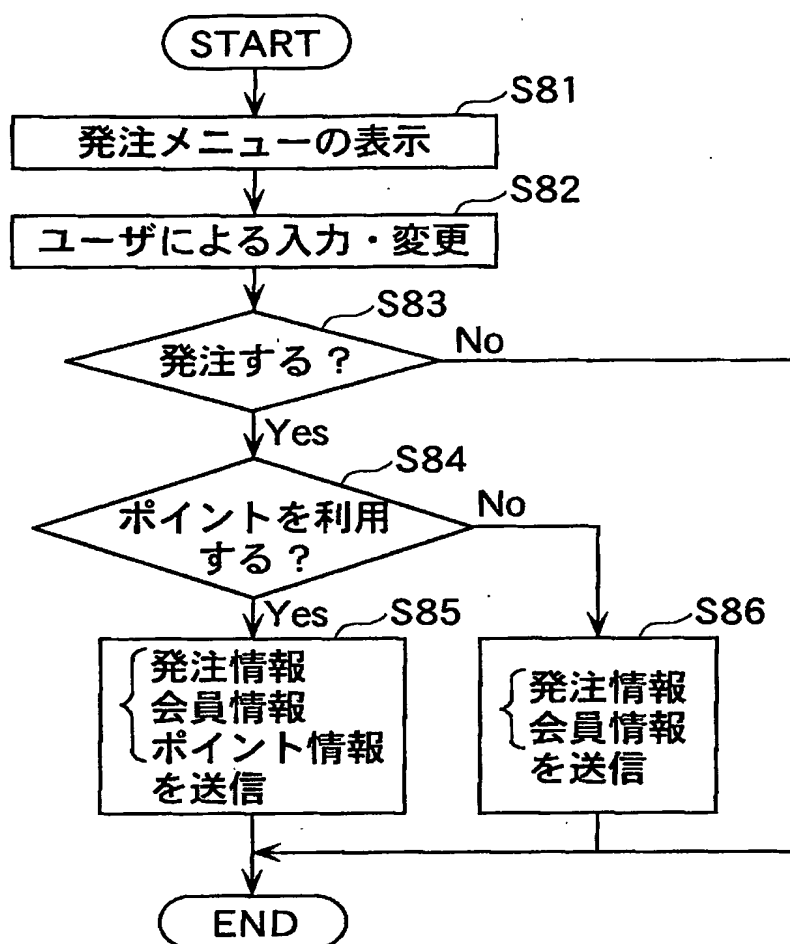 START
S81
発注メニューの表示
S82
ユーザによる入力・変更
S83
発注する?
No
Yes
S84
ポイントを利用
する?
No
Yes
S85
発注情報
会員情報
ポイント情報
を送信
S86
発注情報
会員情報
を送信
END